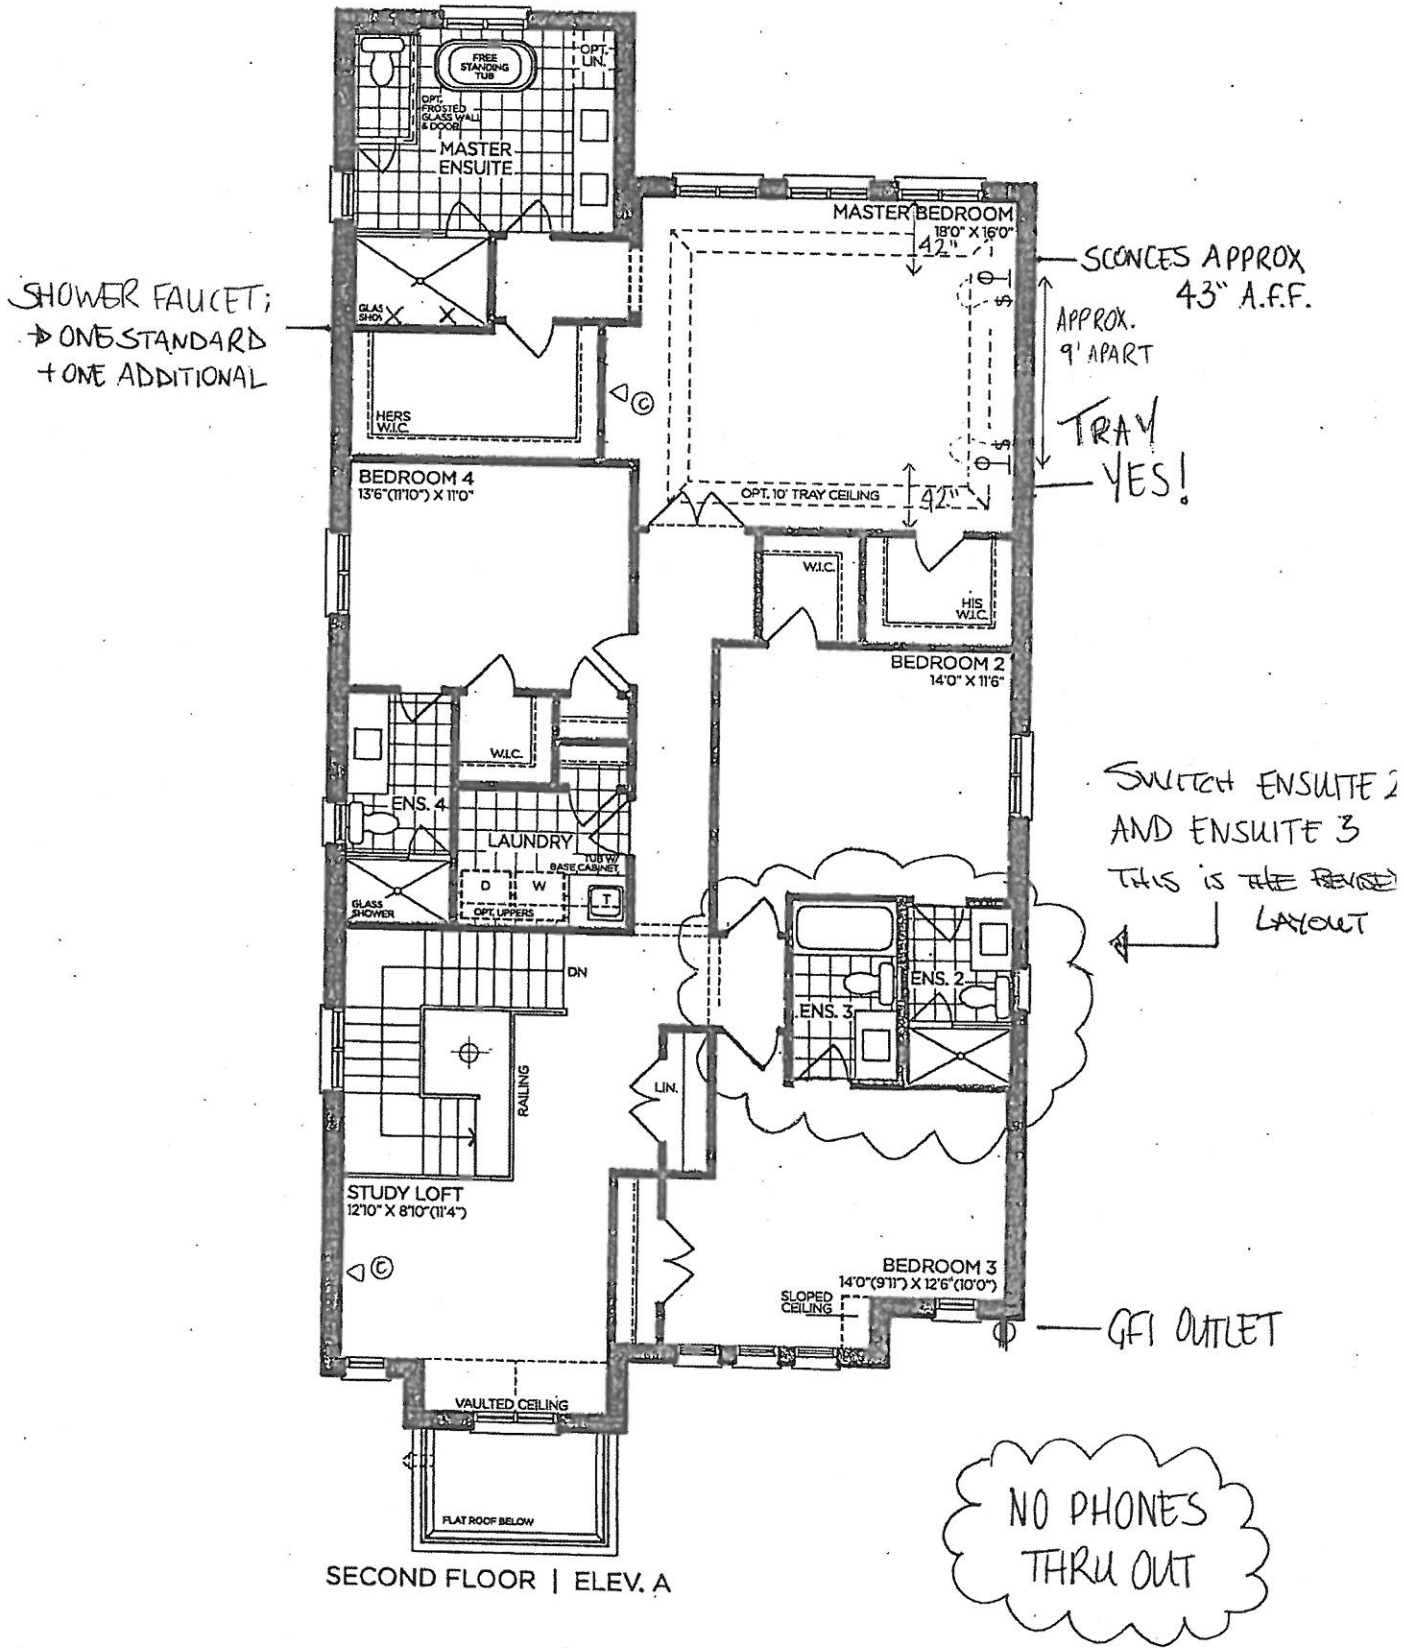 FREE
STANDING
TUB
OPT.
LIN.
OPT.
FROSTED
GLASS WALL
& DOOR
MASTER
ENSUITE
MASTER BEDROOM
18'0" X 16'0"
42"
SCONCES APPROX
43" A.F.F.
SHOWER FAUCET;
ONE STANDARD
+ ONE ADDITIONAL
GLAS
SHO
X X
S
APPROX.
9' APART
HERS
W.I.C.
C
TRAY
YES!
S
BEDROOM 4
13'6"(11'10") X 11'0"
OPT. 10' TRAY CEILING
42"
W.I.C.
HIS
W.I.C.
BEDROOM 2
14'0" X 11'6"
W.I.C.
ENS. 4
LAUNDRY
TUB W/
BASE CABINET
D W
T
OPT. UPPERS
GLASS
SHOWER
SWITCH ENSUITE 2
AND ENSUITE 3
THIS IS THE
LAYOUT
DN
ENS. 2
ENS. 3
RAILING
LIN.
STUDY LOFT
12'10" X 8'10"(11'4")
C
BEDROOM 3
14'0"(9'11") X 12'6"(10'0")
SLOPED
CEILING
GFI OUTLET
VAULTED CEILING
FLAT ROOF BELOW
SECOND FLOOR | ELEV. A
NO PHONES
THRU OUT